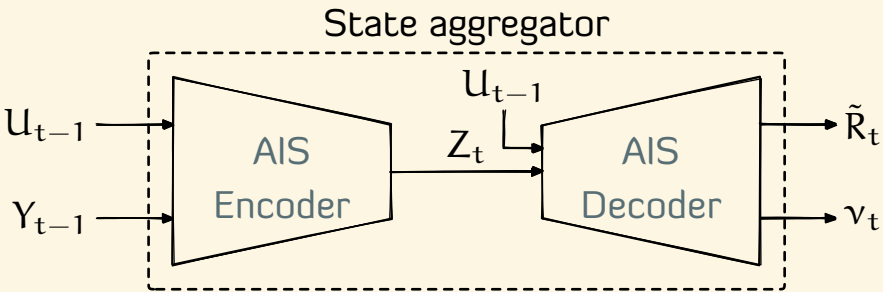 State aggregator
U_{t−1}
Y_{t−1}
AIS
Encoder
Z_t
U_{t−1}
AIS
Decoder
R̃_t
ν_t